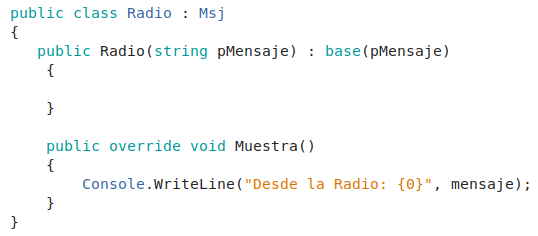 public class Radio : Msj
{
public Radio(string pMensaje) : base(pMensaje)
{
}
public override void Muestra()
{
Console.WriteLine("Desde la Radio: {0}", mensaje);
}
}